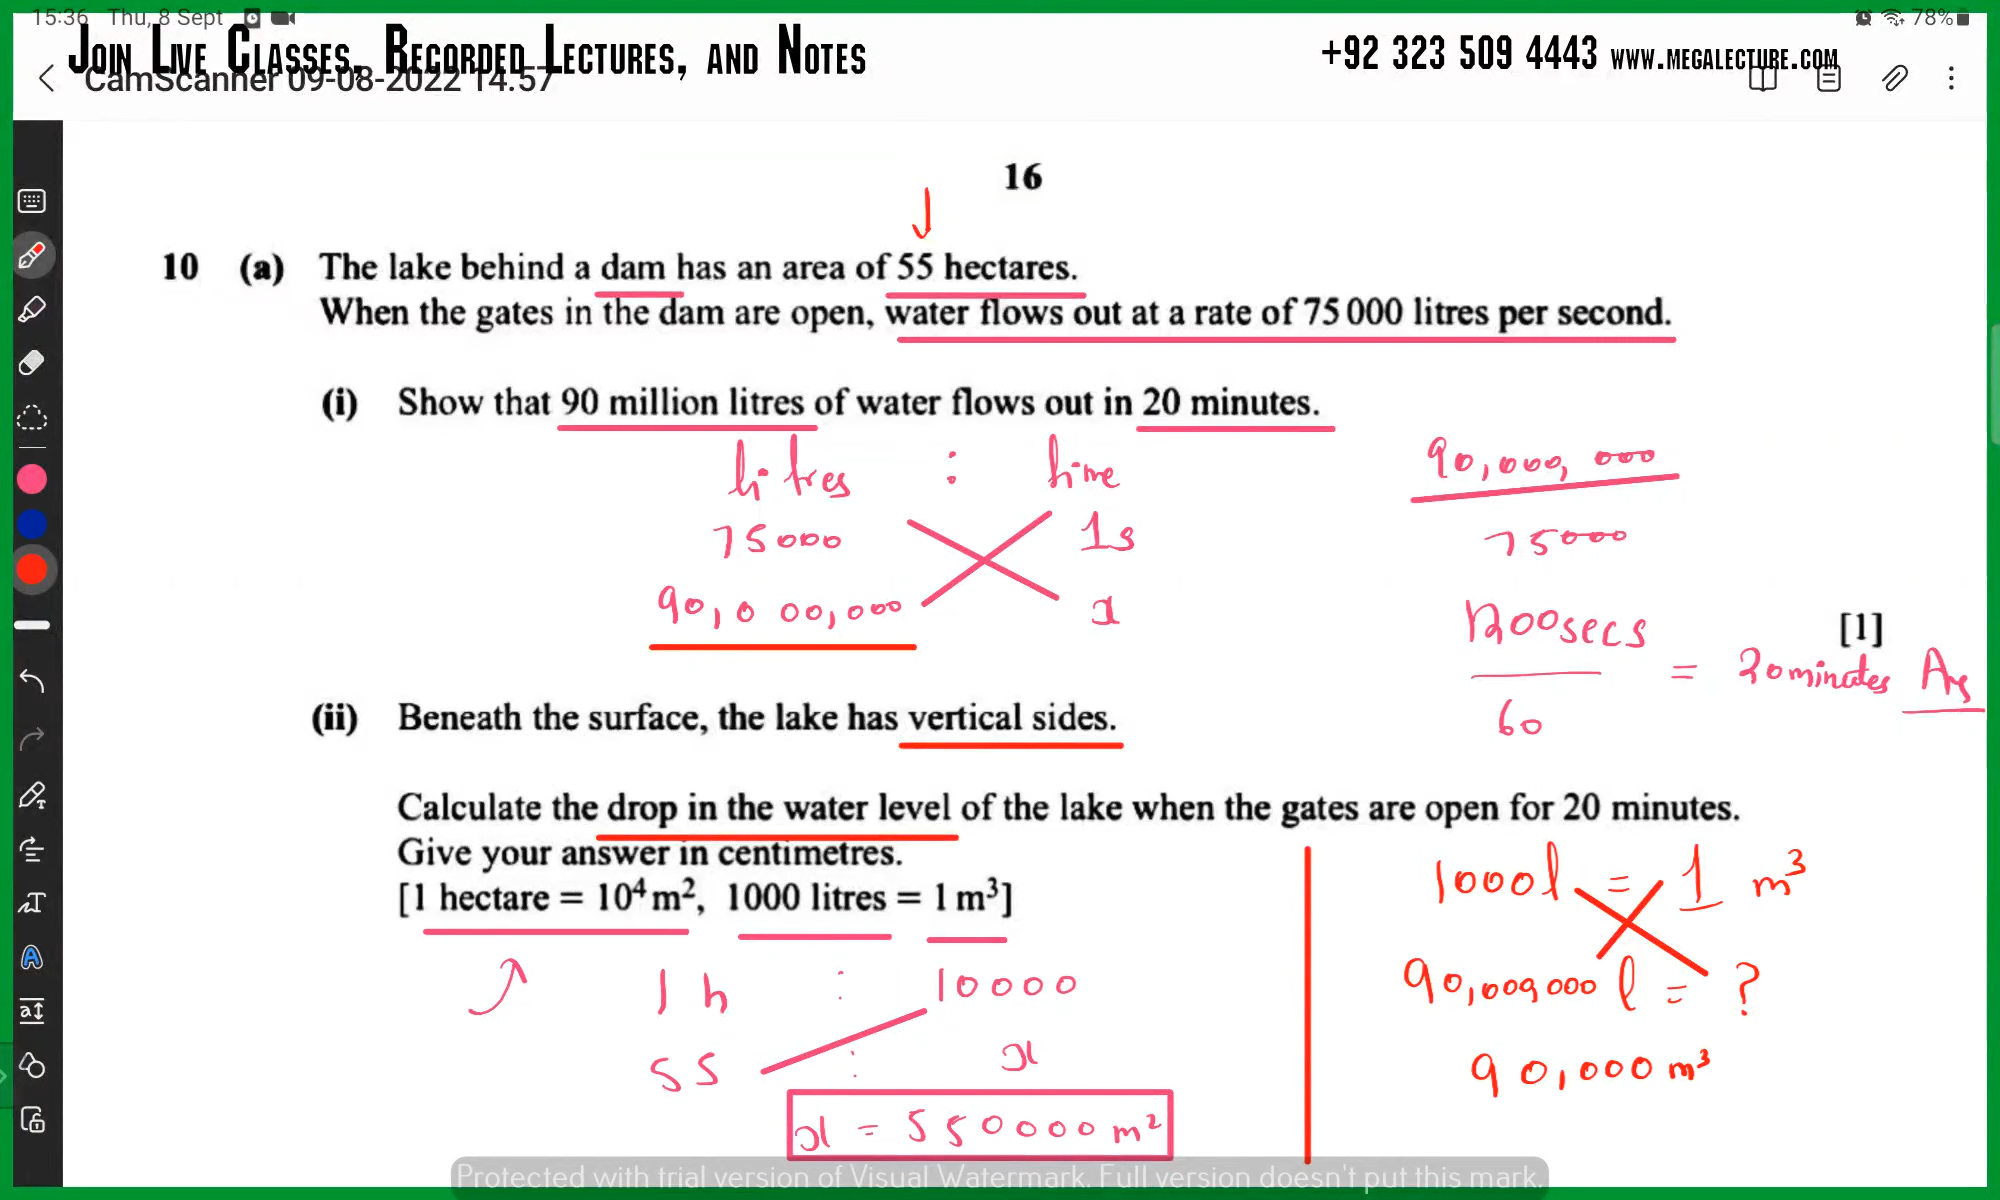 15:36 Thu, 8 Sept
78%
JOIN LIVE CLASSES, RECORDED LECTURES, AND NOTES
+92 323 509 4443 WWW.MEGALECTURE.COM
CamScanner 09-08-2022 14:57
16
10 (a) The lake behind a dam has an area of 55 hectares.
When the gates in the dam are open, water flows out at a rate of 75 000 litres per second.
(i) Show that 90 million litres of water flows out in 20 minutes.
litres : time
75000 1s
90,000,000 x
90,000,000
75000
1200secs
60
= 20minutes Ans
[1]
(ii) Beneath the surface, the lake has vertical sides.
Calculate the drop in the water level of the lake when the gates are open for 20 minutes.
Give your answer in centimetres.
[1 hectare = 10⁴ m², 1000 litres = 1 m³]
1 h : 10000
55 : x
x = 550000 m²
1000l = 1 m³
90,000,000 l = ?
90,000 m³
Protected with trial version of Visual Watermark. Full version doesn't put this mark.